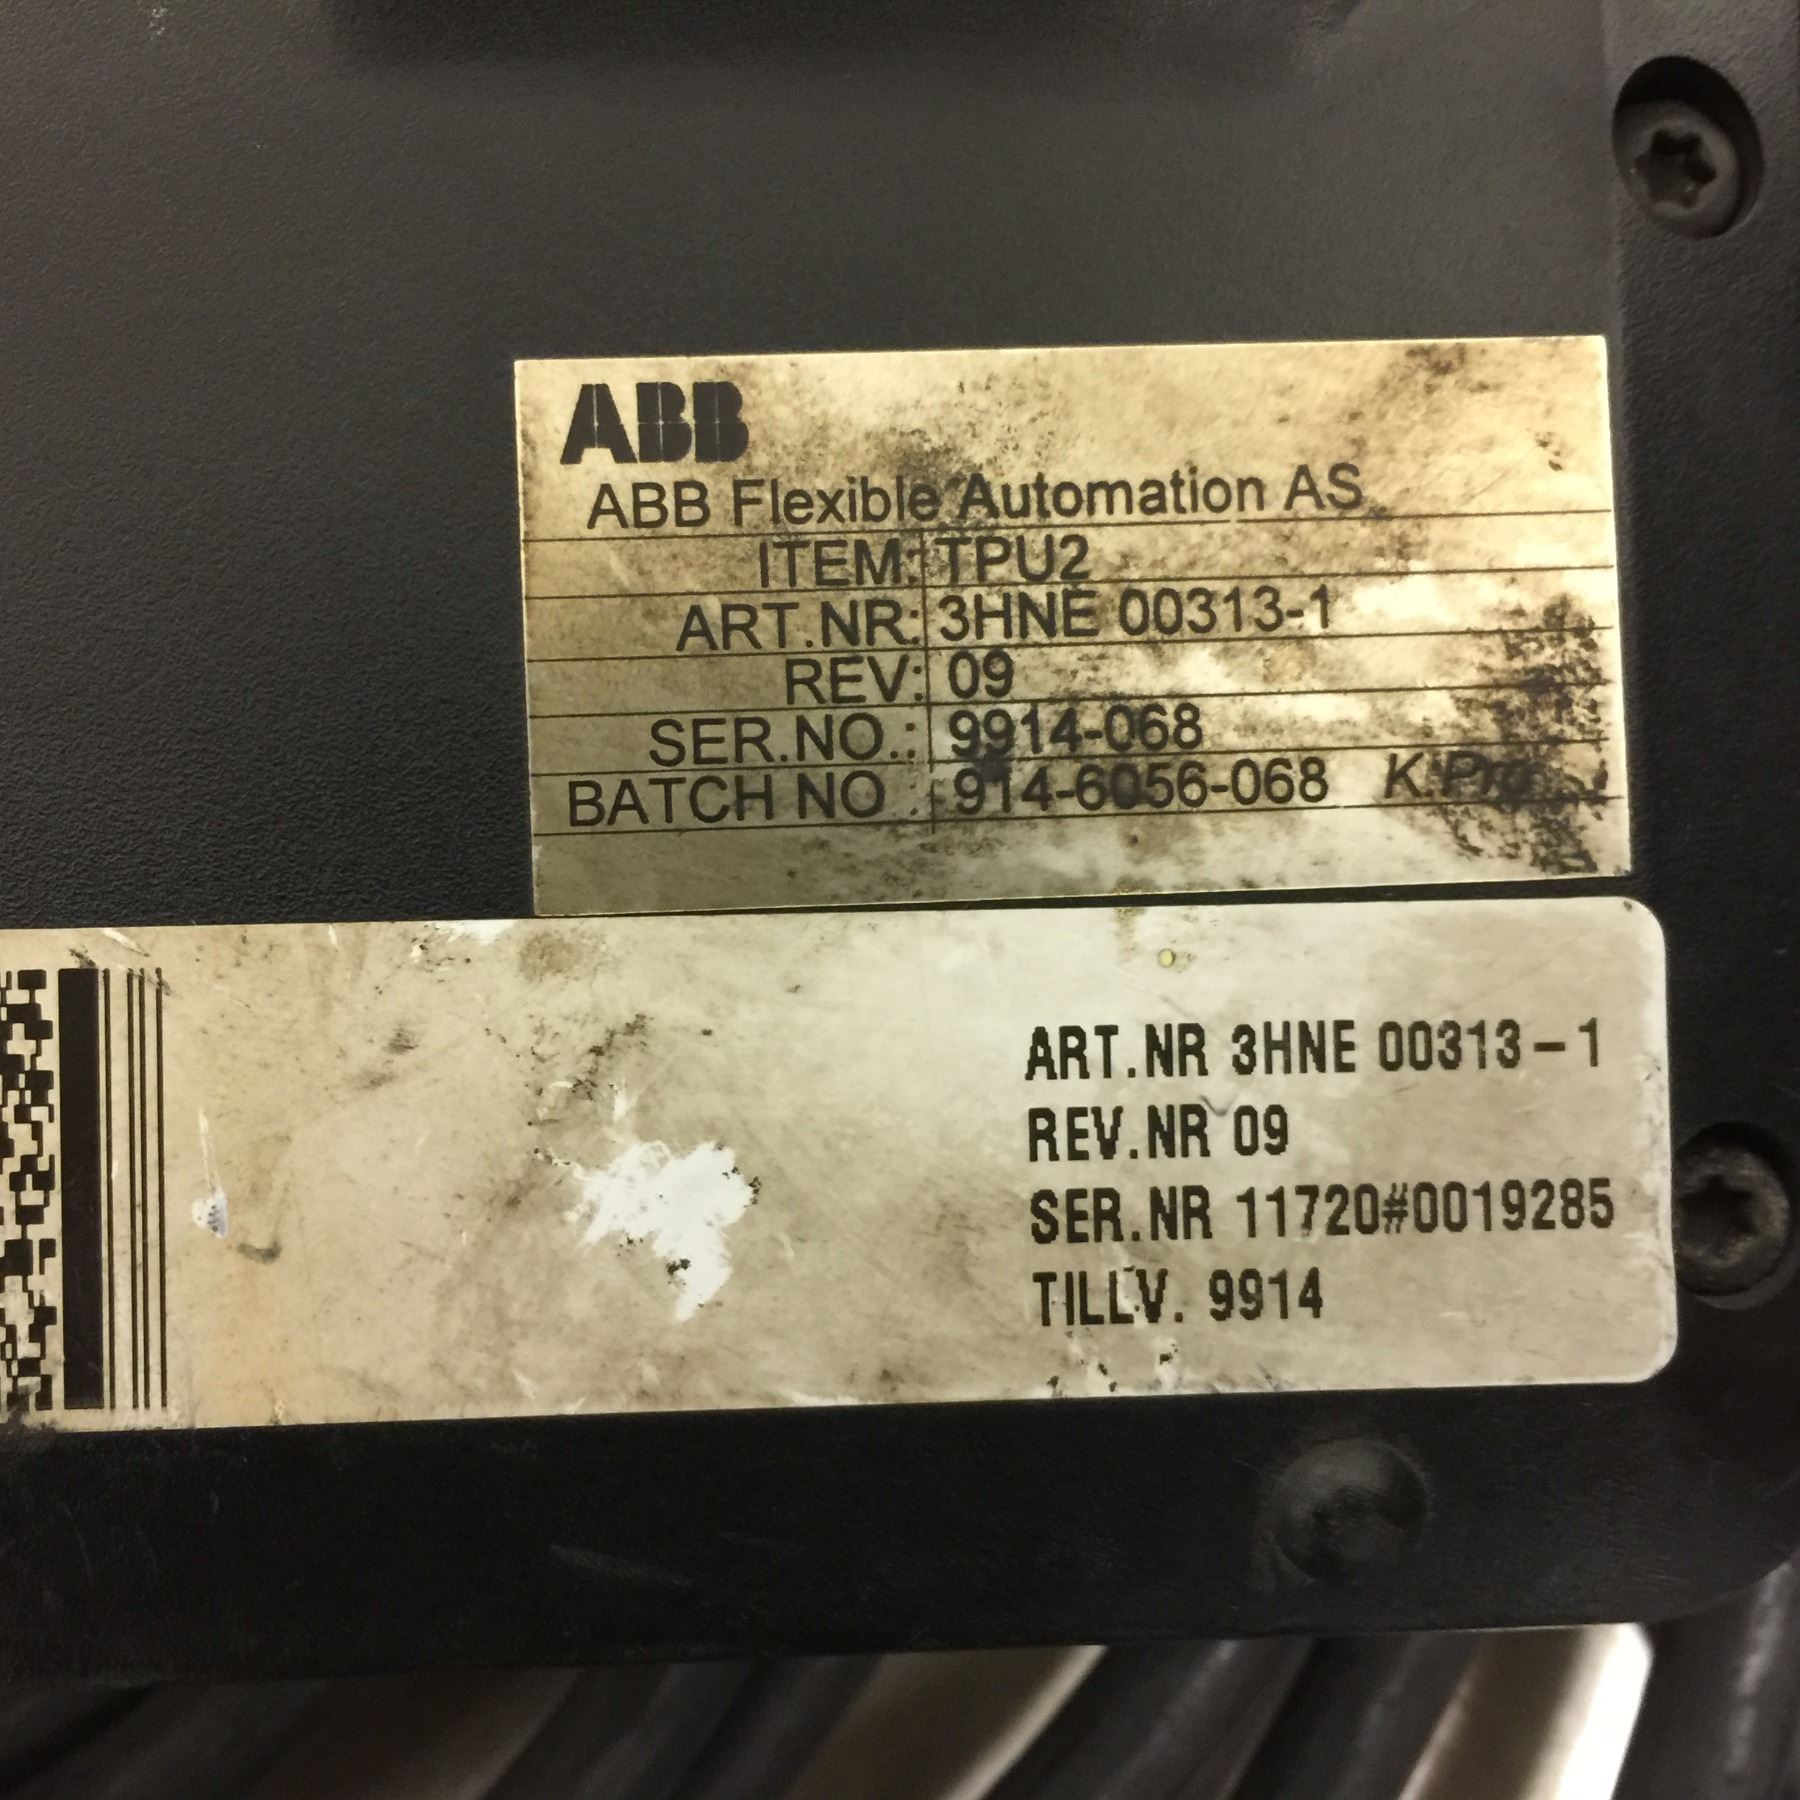 ABB
ABB Flexible Automation AS
ITEM: TPU2
ART.NR: 3HNE 00313-1
REV: 09
SER.NO.: 9914-068
BATCH NO.: 914-6056-068 K.Pro
ART.NR 3HNE 00313-1
REV.NR 09
SER.NR 11720#0019285
TILLV. 9914